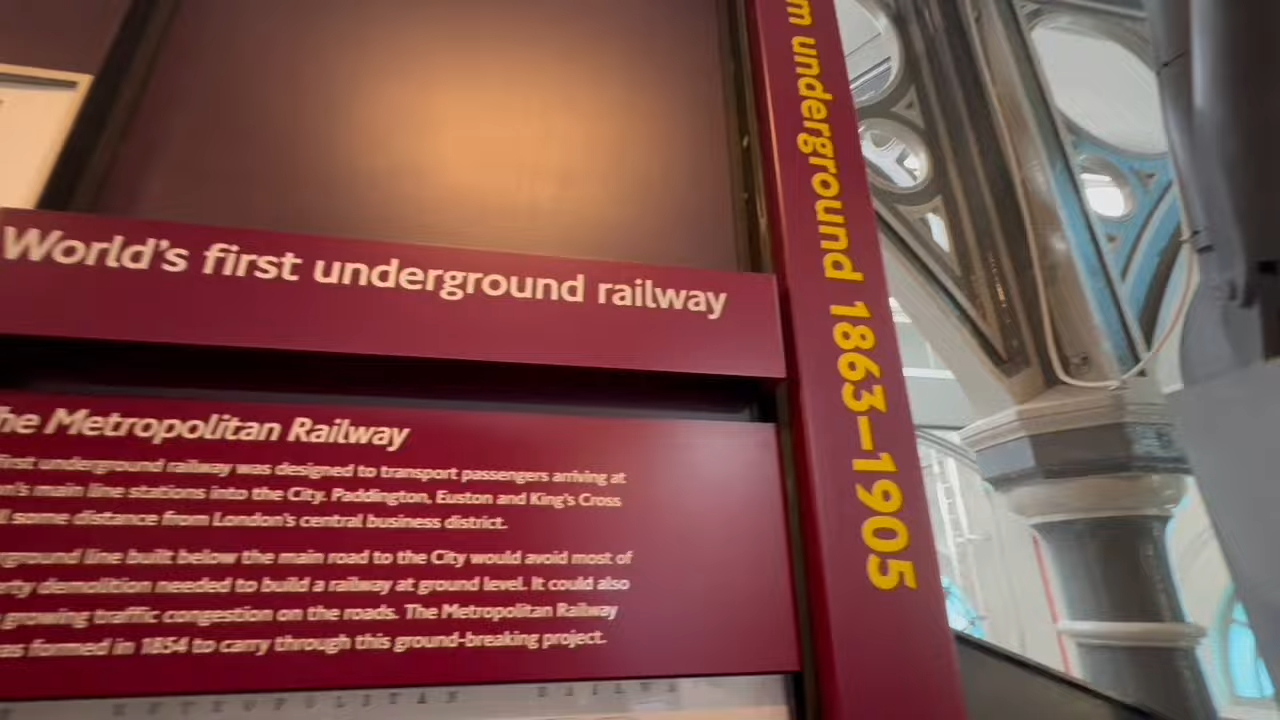 World's first underground railway
m underground 1863–1905
he Metropolitan Railway
first underground railway was designed to transport passengers arriving at
n's main line stations into the City. Paddington, Euston and King's Cross
ll some distance from London's central business district.
ground line built below the main road to the City would avoid most of
rty demolition needed to build a railway at ground level. It could also
growing traffic congestion on the roads. The Metropolitan Railway
as formed in 1854 to carry through this ground-breaking project.
METROPOLITAN RAILWA